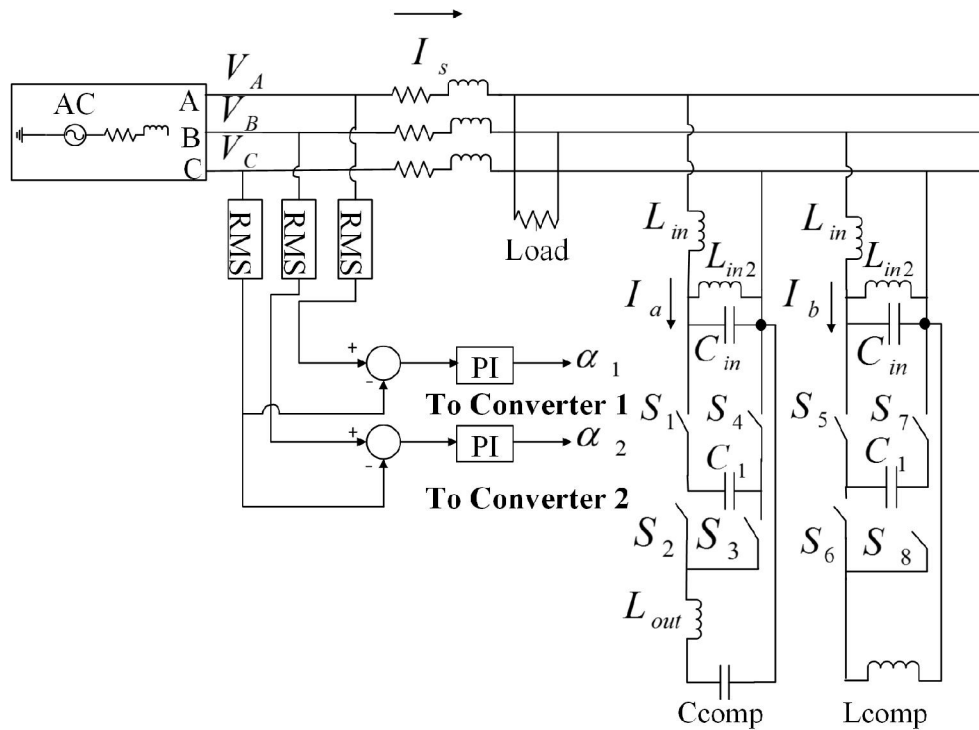 I s
V A
AC
A
V B
B
V C
C
RMS
RMS
RMS
Load
L in
L in
L in2
L in2
I a
I b
C in
C in
+
-
PI
α 1
To Converter 1
S 1
S 4
S 5
S 7
+
-
PI
α 2
C 1
C 1
To Converter 2
S 2
S 3
S 6
S 8
L out
Ccomp
Lcomp